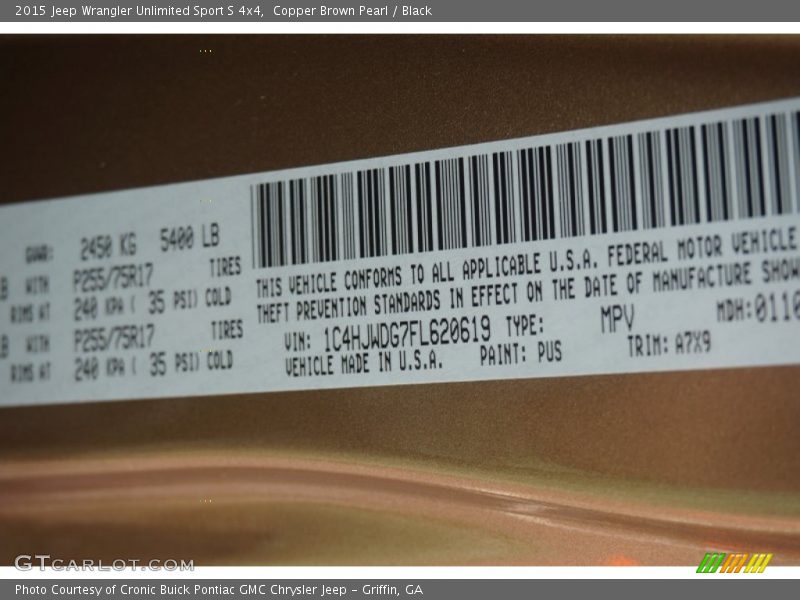 2015 Jeep Wrangler Unlimited Sport S 4x4, Copper Brown Pearl / Black
GVWR: 2450 KG 5400 LB
B WITH P255/75R17 TIRES
RIMS AT 240 KPA ( 35 PSI) COLD
B WITH P255/75R17 TIRES
RIMS AT 240 KPA ( 35 PSI) COLD
THIS VEHICLE CONFORMS TO ALL APPLICABLE U.S.A. FEDERAL MOTOR VEHICLE
THEFT PREVENTION STANDARDS IN EFFECT ON THE DATE OF MANUFACTURE SHOW
VIN: 1C4HJWDG7FL620619 TYPE: MPV MDH:0110
VEHICLE MADE IN U.S.A. PAINT: PUS TRIM: A7X9
GTCARLOT.COM
Photo Courtesy of Cronic Buick Pontiac GMC Chrysler Jeep - Griffin, GA